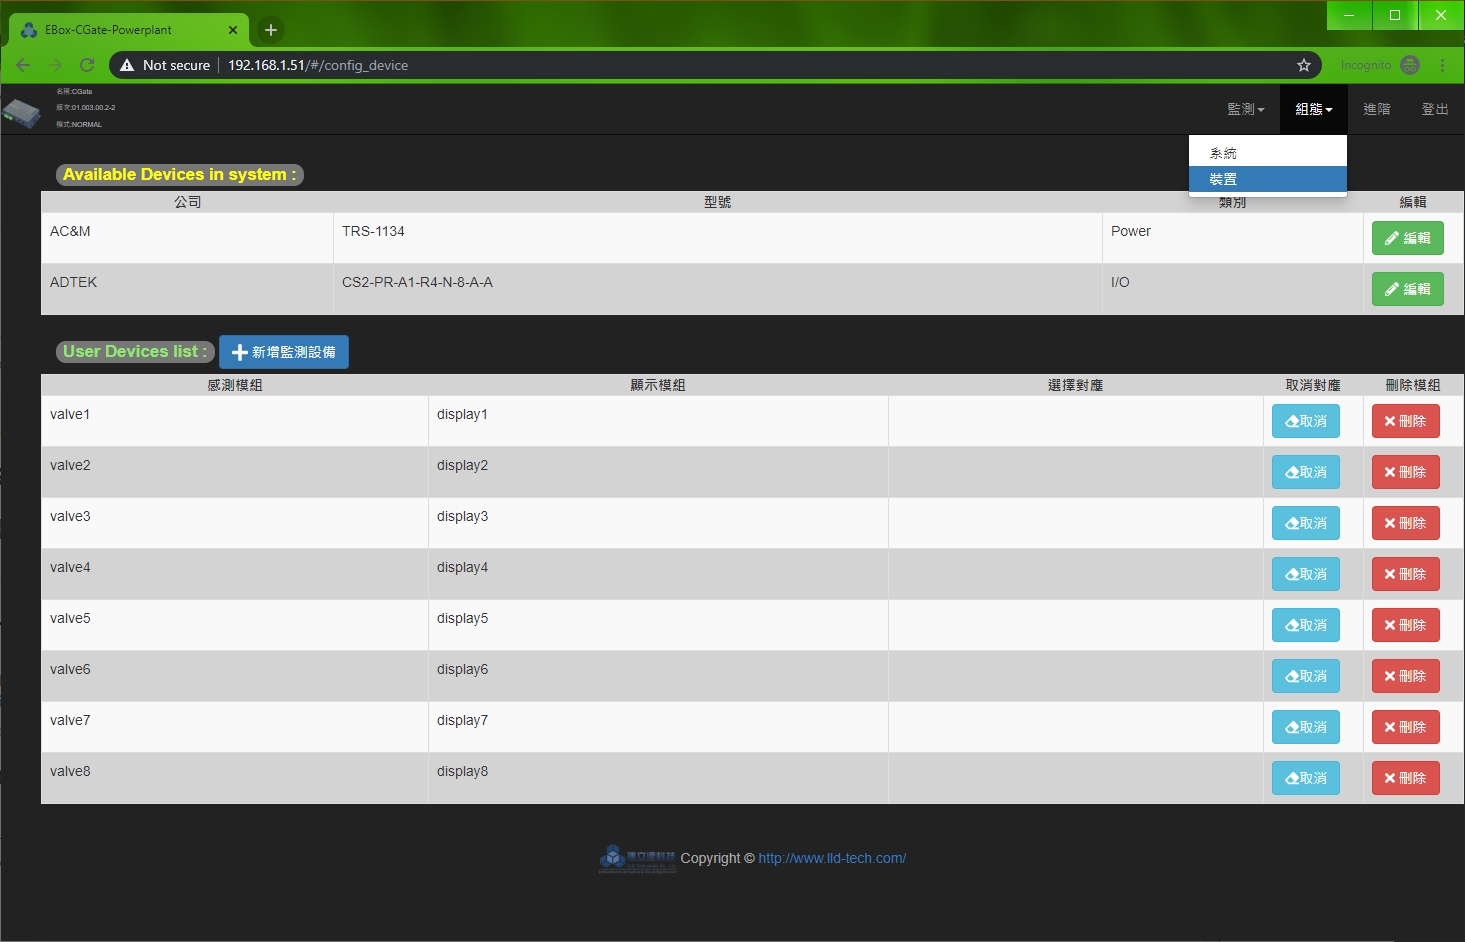 EBox-CGate-Powerplant
Not secure 192.168.1.51/#/config_device
Incognito
名稱:CGate
版次:01.003.00.2-2
模式:NORMAL
監測 組態 進階 登出
系統
裝置
Available Devices in system :
公司 型號 類別 編輯
AC&M TRS-1134 Power 編輯
ADTEK CS2-PR-A1-R4-N-8-A-A I/O 編輯
User Devices list : 新增監測設備
感測模組 顯示模組 選擇對應 取消對應 刪除模組
valve1 display1 取消 刪除
valve2 display2 取消 刪除
valve3 display3 取消 刪除
valve4 display4 取消 刪除
valve5 display5 取消 刪除
valve6 display6 取消 刪除
valve7 display7 取消 刪除
valve8 display8 取消 刪除
Copyright © http://www.lld-tech.com/